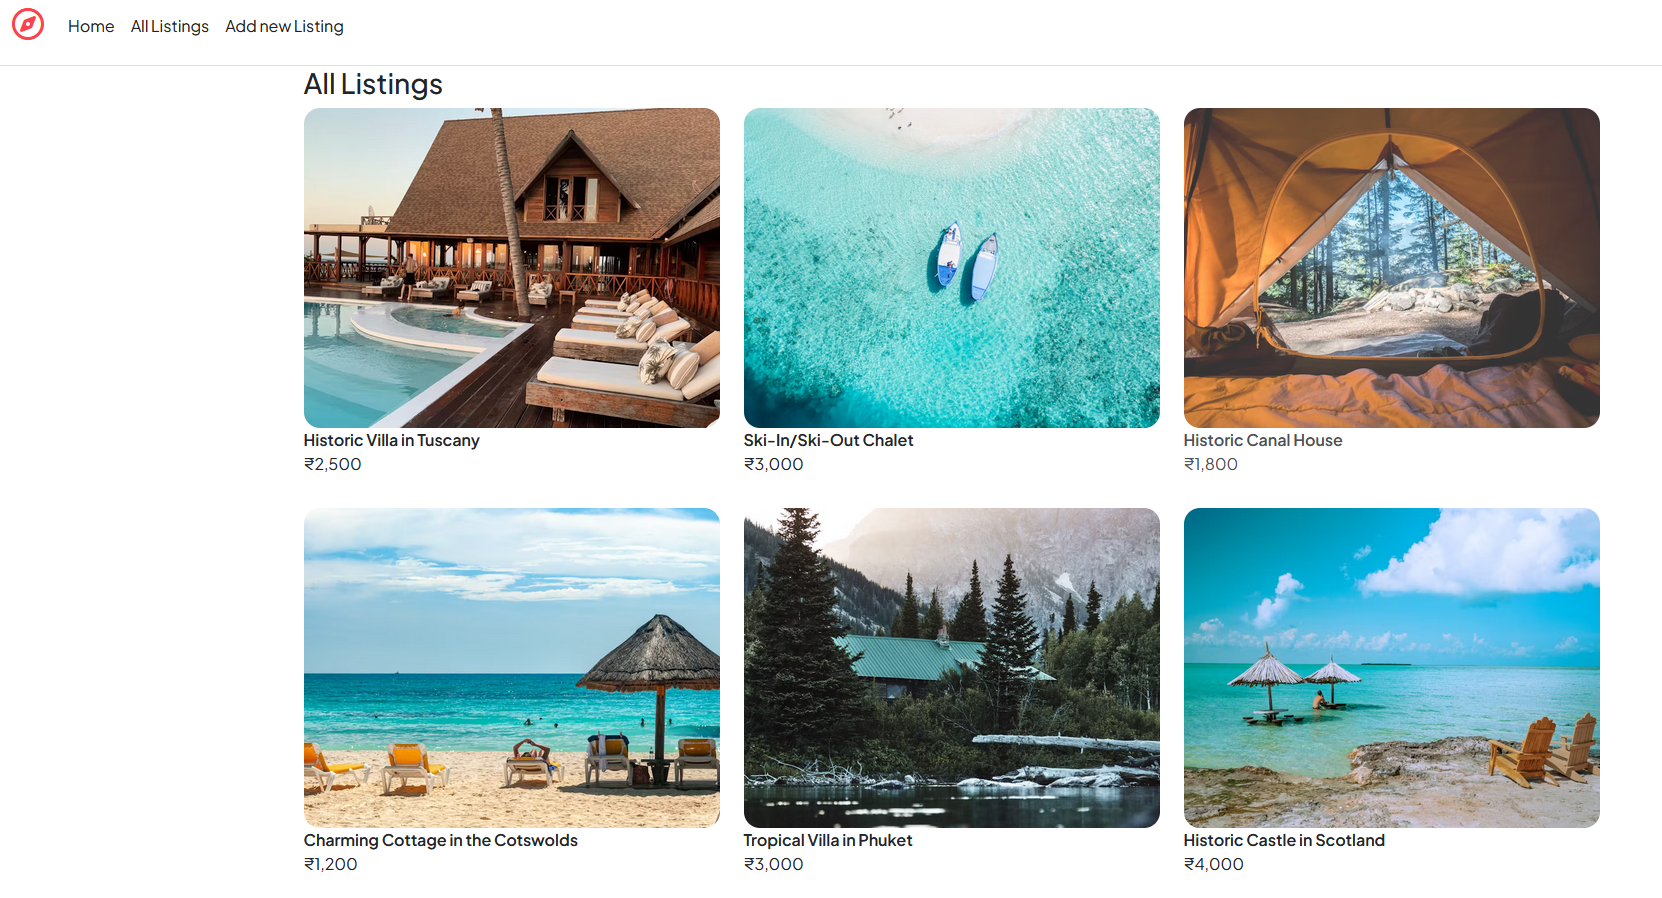 Home All Listings Add new Listing
All Listings
Historic Villa in Tuscany
₹2,500
Ski-In/Ski-Out Chalet
₹3,000
Historic Canal House
₹1,800
Charming Cottage in the Cotswolds
₹1,200
Tropical Villa in Phuket
₹3,000
Historic Castle in Scotland
₹4,000